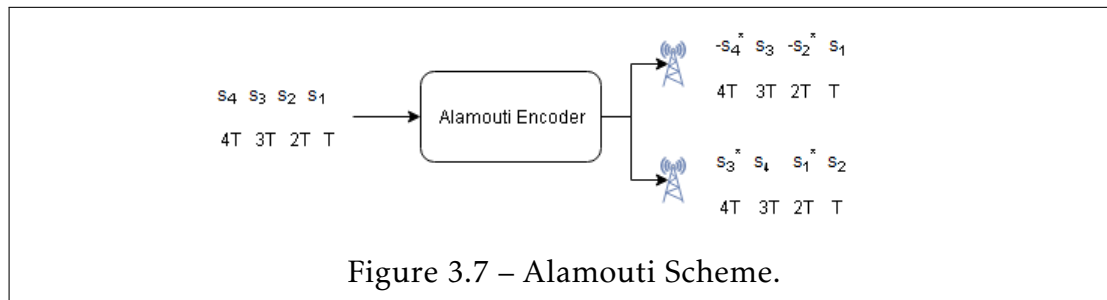 -s₄* s₃ -s₂* s₁
4T 3T 2T T
s₄ s₃ s₂ s₁
4T 3T 2T T
Alamouti Encoder
s₃* s₄ s₁* s₂
4T 3T 2T T
Figure 3.7 – Alamouti Scheme.